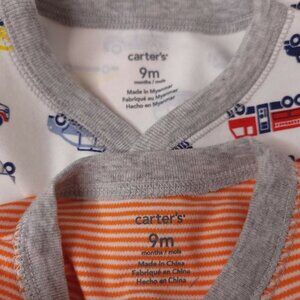 carter's®
9m
months / mois
Made in Myanmar
Fabriqué au Myanmar
Hecho en Myanmar
carter's®
9m
months / mois
Made in China
Fabriqué en Chine
Hecho en China